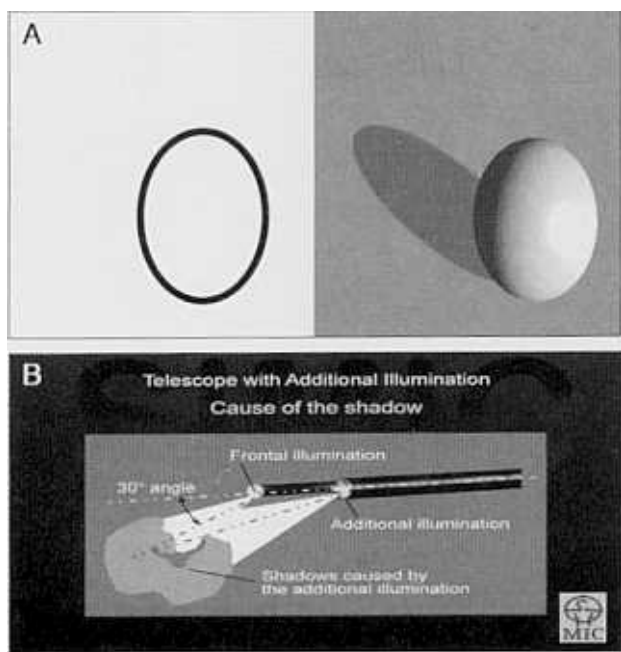 A
B
Telescope with Additional Illumination
Cause of the shadow
Frontal illumination
30° angle
Additional illumination
Shadows caused by
the additional illumination
MIC